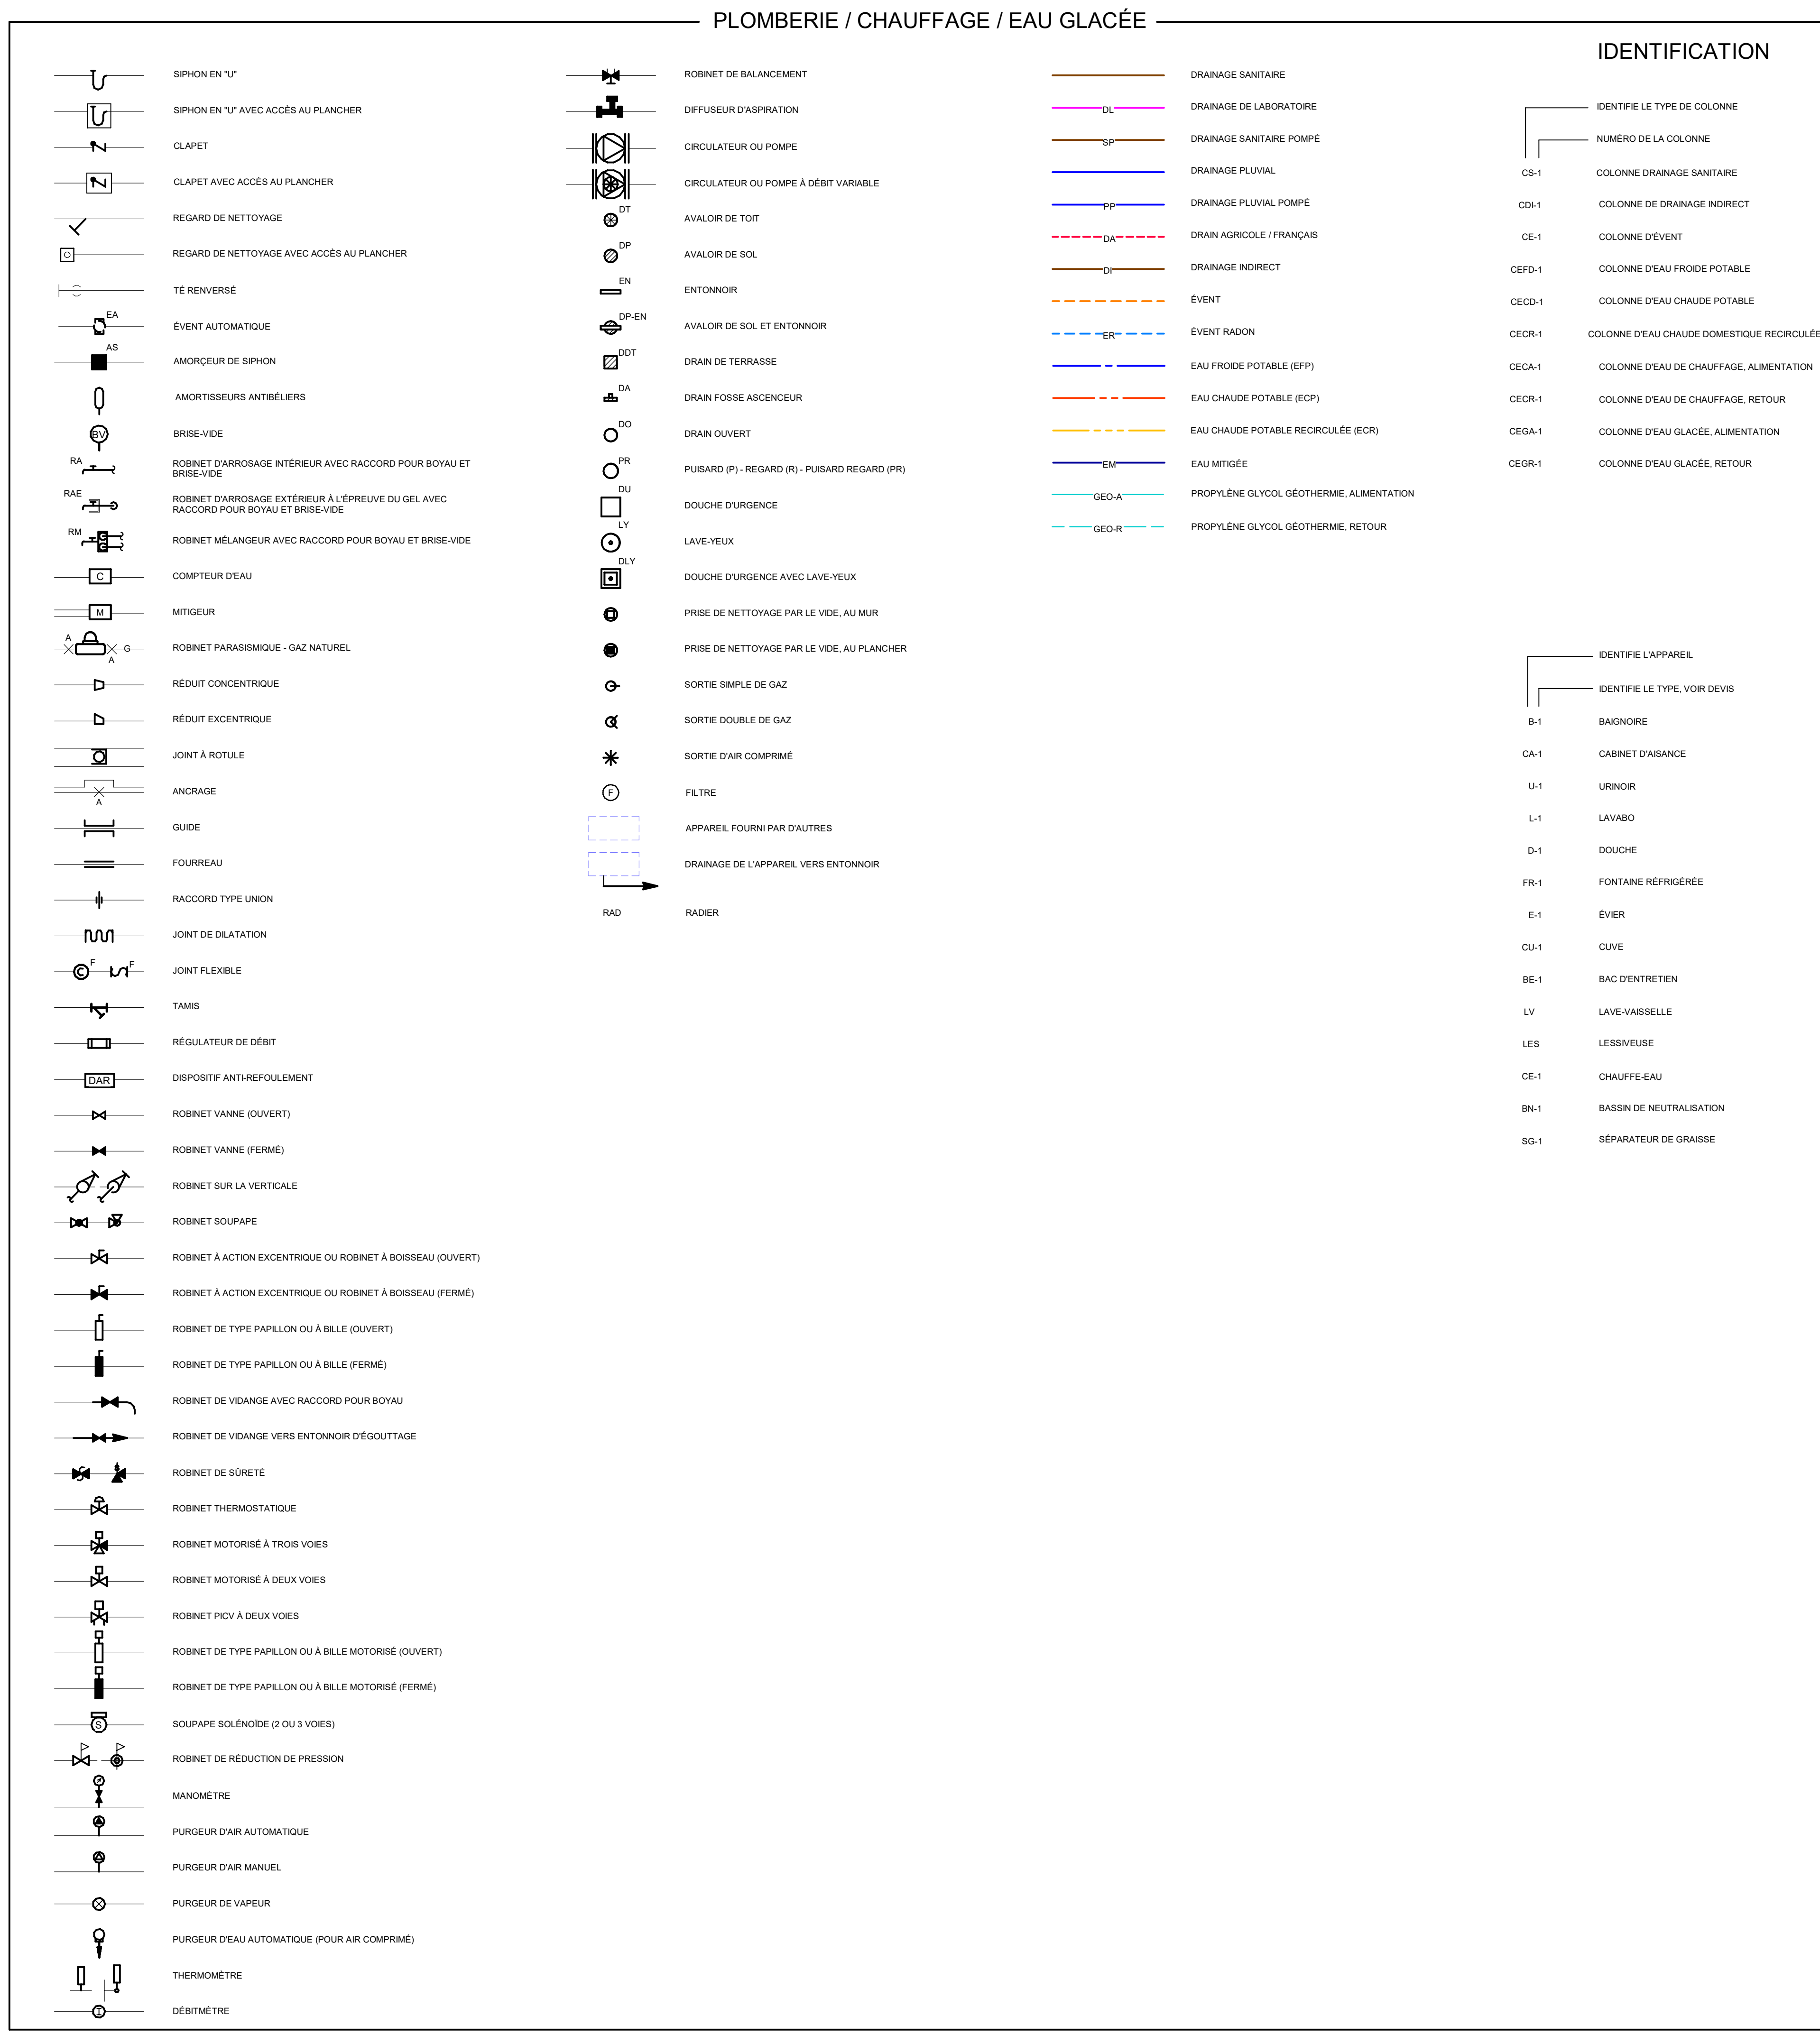 PLOMBERIE / CHAUFFAGE / EAU GLACÉE
SIPHON EN "U"
SIPHON EN "U" AVEC ACCÈS AU PLANCHER
CLAPET
CLAPET AVEC ACCÈS AU PLANCHER
REGARD DE NETTOYAGE
REGARD DE NETTOYAGE AVEC ACCÈS AU PLANCHER
TÉ RENVERSÉ
EA
ÉVENT AUTOMATIQUE
AS
AMORÇEUR DE SIPHON
AMORTISSEURS ANTIBÉLIERS
BV
BRISE-VIDE
RA
ROBINET D'ARROSAGE INTÉRIEUR AVEC RACCORD POUR BOYAU ET
BRISE-VIDE
RAE
ROBINET D'ARROSAGE EXTÉRIEUR À L'ÉPREUVE DU GEL AVEC
RACCORD POUR BOYAU ET BRISE-VIDE
RM
ROBINET MÉLANGEUR AVEC RACCORD POUR BOYAU ET BRISE-VIDE
C
COMPTEUR D'EAU
M
MITIGEUR
A
G
A
ROBINET PARASISMIQUE - GAZ NATUREL
RÉDUIT CONCENTRIQUE
RÉDUIT EXCENTRIQUE
JOINT À ROTULE
A
ANCRAGE
GUIDE
FOURREAU
RACCORD TYPE UNION
JOINT DE DILATATION
C F F
JOINT FLEXIBLE
TAMIS
RÉGULATEUR DE DÉBIT
DAR
DISPOSITIF ANTI-REFOULEMENT
ROBINET VANNE (OUVERT)
ROBINET VANNE (FERMÉ)
ROBINET SUR LA VERTICALE
ROBINET SOUPAPE
ROBINET À ACTION EXCENTRIQUE OU ROBINET À BOISSEAU (OUVERT)
ROBINET À ACTION EXCENTRIQUE OU ROBINET À BOISSEAU (FERMÉ)
ROBINET DE TYPE PAPILLON OU À BILLE (OUVERT)
ROBINET DE TYPE PAPILLON OU À BILLE (FERMÉ)
ROBINET DE VIDANGE AVEC RACCORD POUR BOYAU
ROBINET DE VIDANGE VERS ENTONNOIR D'ÉGOUTTAGE
ROBINET DE SÛRETÉ
ROBINET THERMOSTATIQUE
ROBINET MOTORISÉ À TROIS VOIES
ROBINET MOTORISÉ À DEUX VOIES
ROBINET PICV À DEUX VOIES
ROBINET DE TYPE PAPILLON OU À BILLE MOTORISÉ (OUVERT)
ROBINET DE TYPE PAPILLON OU À BILLE MOTORISÉ (FERMÉ)
S
SOUPAPE SOLÉNOÏDE (2 OU 3 VOIES)
ROBINET DE RÉDUCTION DE PRESSION
MANOMÈTRE
PURGEUR D'AIR AUTOMATIQUE
PURGEUR D'AIR MANUEL
PURGEUR DE VAPEUR
PURGEUR D'EAU AUTOMATIQUE (POUR AIR COMPRIMÉ)
THERMOMÈTRE
I
DÉBITMÈTRE
ROBINET DE BALANCEMENT
DIFFUSEUR D'ASPIRATION
CIRCULATEUR OU POMPE
CIRCULATEUR OU POMPE À DÉBIT VARIABLE
DT
AVALOIR DE TOIT
DP
AVALOIR DE SOL
EN
ENTONNOIR
DP-EN
AVALOIR DE SOL ET ENTONNOIR
DDT
DRAIN DE TERRASSE
DA
DRAIN FOSSE ASCENCEUR
DO
DRAIN OUVERT
PR
PUISARD (P) - REGARD (R) - PUISARD REGARD (PR)
DU
DOUCHE D'URGENCE
LY
LAVE-YEUX
DLY
DOUCHE D'URGENCE AVEC LAVE-YEUX
PRISE DE NETTOYAGE PAR LE VIDE, AU MUR
PRISE DE NETTOYAGE PAR LE VIDE, AU PLANCHER
SORTIE SIMPLE DE GAZ
SORTIE DOUBLE DE GAZ
SORTIE D'AIR COMPRIMÉ
F
FILTRE
APPAREIL FOURNI PAR D'AUTRES
DRAINAGE DE L'APPAREIL VERS ENTONNOIR
RAD
RADIER
DRAINAGE SANITAIRE
DL
DRAINAGE DE LABORATOIRE
SP
DRAINAGE SANITAIRE POMPÉ
DRAINAGE PLUVIAL
PP
DRAINAGE PLUVIAL POMPÉ
DA
DRAIN AGRICOLE / FRANÇAIS
DI
DRAINAGE INDIRECT
ÉVENT
ER
ÉVENT RADON
EAU FROIDE POTABLE (EFP)
EAU CHAUDE POTABLE (ECP)
EAU CHAUDE POTABLE RECIRCULÉE (ECR)
EM
EAU MITIGÉE
GEO-A
PROPYLÈNE GLYCOL GÉOTHERMIE, ALIMENTATION
GEO-R
PROPYLÈNE GLYCOL GÉOTHERMIE, RETOUR
IDENTIFICATION
IDENTIFIE LE TYPE DE COLONNE
NUMÉRO DE LA COLONNE
CS-1 COLONNE DRAINAGE SANITAIRE
CDI-1 COLONNE DE DRAINAGE INDIRECT
CE-1 COLONNE D'ÉVENT
CEFD-1 COLONNE D'EAU FROIDE POTABLE
CECD-1 COLONNE D'EAU CHAUDE POTABLE
CECR-1 COLONNE D'EAU CHAUDE DOMESTIQUE RECIRCULÉE
CECA-1 COLONNE D'EAU DE CHAUFFAGE, ALIMENTATION
CECR-1 COLONNE D'EAU DE CHAUFFAGE, RETOUR
CEGA-1 COLONNE D'EAU GLACÉE, ALIMENTATION
CEGR-1 COLONNE D'EAU GLACÉE, RETOUR
IDENTIFIE L'APPAREIL
IDENTIFIE LE TYPE, VOIR DEVIS
B-1 BAIGNOIRE
CA-1 CABINET D'AISANCE
U-1 URINOIR
L-1 LAVABO
D-1 DOUCHE
FR-1 FONTAINE RÉFRIGÉRÉE
E-1 ÉVIER
CU-1 CUVE
BE-1 BAC D'ENTRETIEN
LV LAVE-VAISSELLE
LES LESSIVEUSE
CE-1 CHAUFFE-EAU
BN-1 BASSIN DE NEUTRALISATION
SG-1 SÉPARATEUR DE GRAISSE